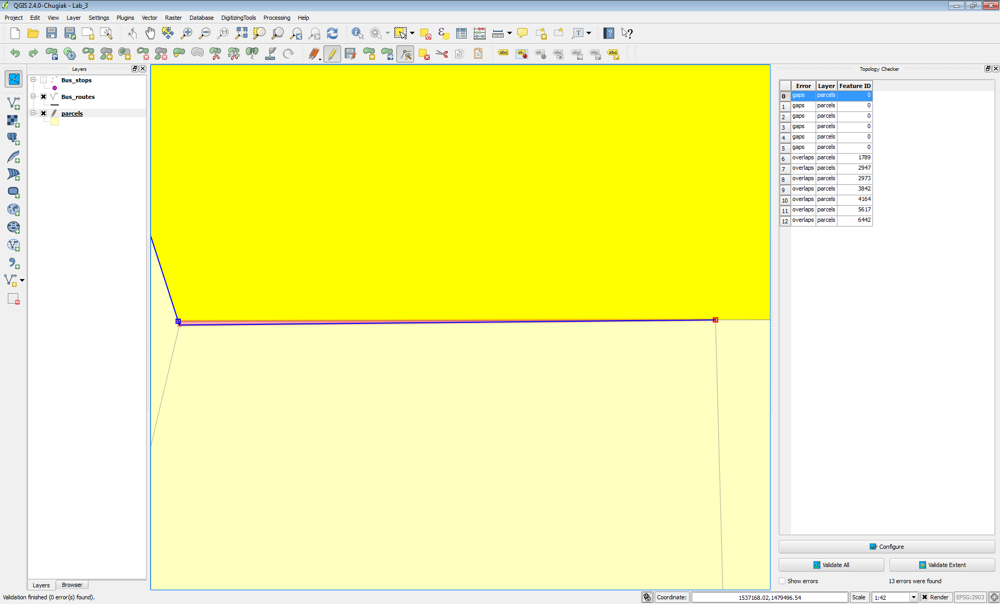 QGIS 2.4.0-Chugiak - Lab_3
Project Edit View Layer Settings Plugins Vector Raster Database DigitizingTools Processing Help
Layers
Topology Checker
Bus_stops
Bus_routes
parcels
Error Layer Feature ID
0 gaps parcels 0
1 gaps parcels 0
2 gaps parcels 0
3 gaps parcels 0
4 gaps parcels 0
5 gaps parcels 0
6 overlaps parcels 1789
7 overlaps parcels 2947
8 overlaps parcels 2973
9 overlaps parcels 3842
10 overlaps parcels 4164
11 overlaps parcels 5617
12 overlaps parcels 6442
Configure
Validate All Validate Extent
Show errors 13 errors were found
Layers Browser
Validation finished (0 error(s) found).
Coordinate: 1537168.02,1479496.54 Scale 1:42 Render EPSG:2903